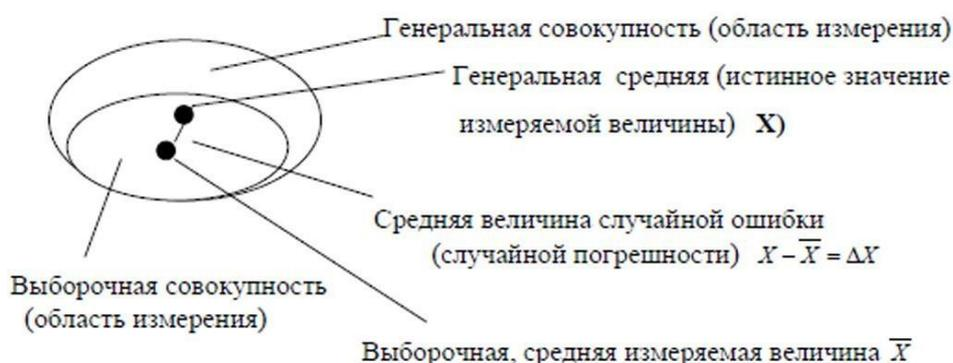 Генеральная совокупность (область измерения)
Генеральная средняя (истинное значение
измеряемой величины) X)
Средняя величина случайной ошибки
(случайной погрешности) X − X̅ = ΔX
Выборочная совокупность
(область измерения)
Выборочная, средняя измеряемая величина X̅